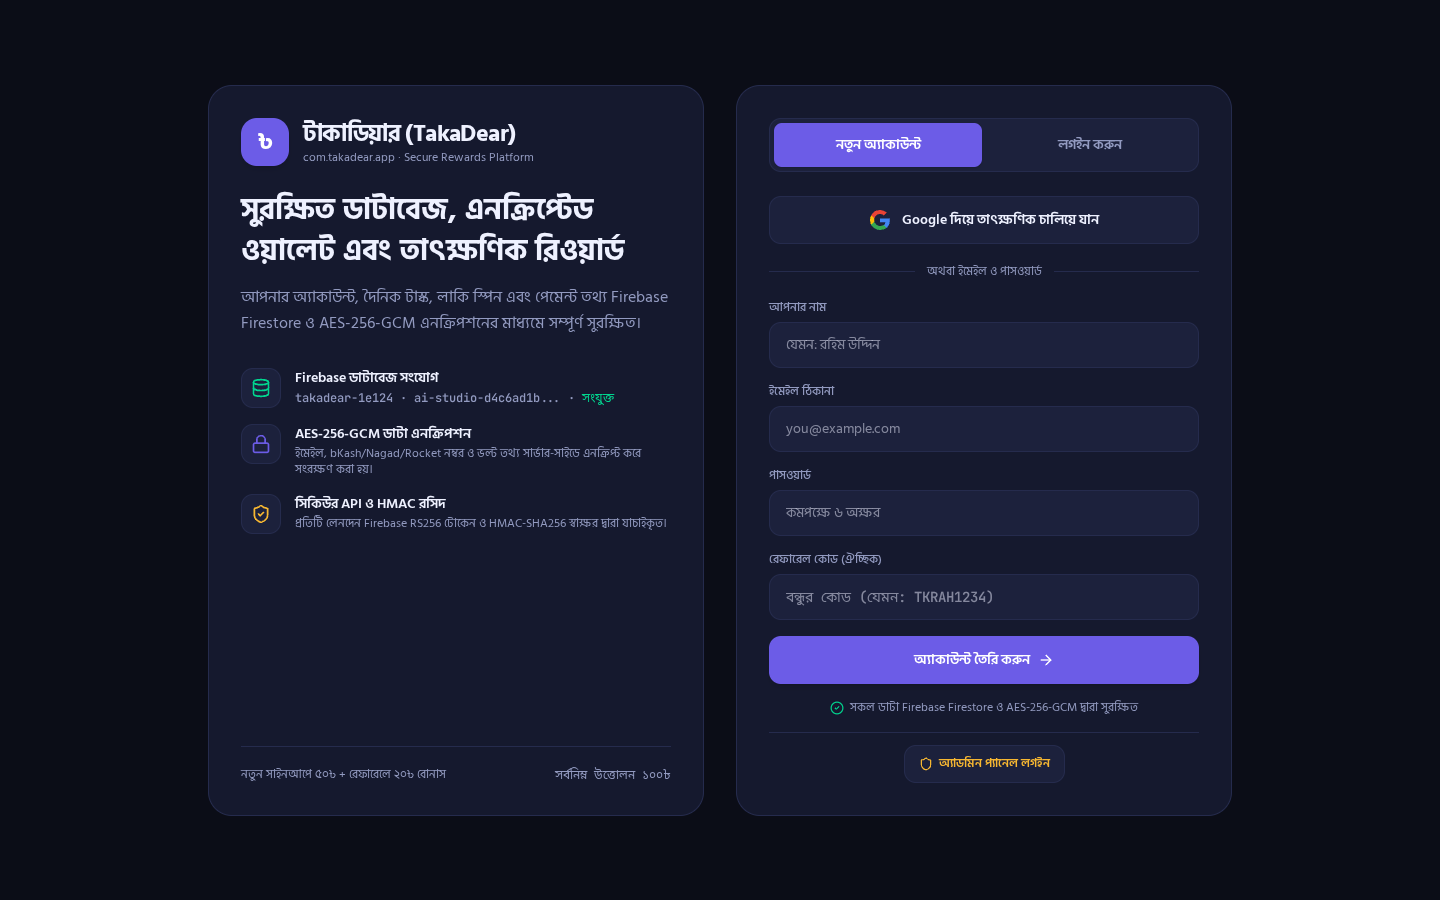 ৳
টাকাডিয়ার (TakaDear)
com.takadear.app · Secure Rewards Platform
সুরক্ষিত ডাটাবেজ, এনক্রিপ্টেড
ওয়ালেট এবং তাৎক্ষণিক রিওয়ার্ড
আপনার অ্যাকাউন্ট, দৈনিক টাস্ক, লাকি স্পিন এবং পেমেন্ট তথ্য Firebase
Firestore ও AES-256-GCM এনক্রিপশনের মাধ্যমে সম্পূর্ণ সুরক্ষিত।
Firebase ডাটাবেজ সংযোগ
takadear-1e124 · ai-studio-d4c6ad1b... · সংযুক্ত
AES-256-GCM ডাটা এনক্রিপশন
ইমেইল, bKash/Nagad/Rocket নম্বর ও ভল্ট তথ্য সার্ভার-সাইডে এনক্রিপ্ট করে
সংরক্ষণ করা হয়।
সিকিউর API ও HMAC রসিদ
প্রতিটি লেনদেন Firebase RS256 টোকেন ও HMAC-SHA256 স্বাক্ষর দ্বারা যাচাইকৃত।
নতুন সাইনআপে ৫০৳ + রেফারেলে ২০৳ বোনাস
সর্বনিম্ন উত্তোলন ১০০৳
নতুন অ্যাকাউন্ট
লগইন করুন
Google দিয়ে তাৎক্ষণিক চালিয়ে যান
অথবা ইমেইল ও পাসওয়ার্ড
আপনার নাম
যেমন: রহিম উদ্দিন
ইমেইল ঠিকানা
you@example.com
পাসওয়ার্ড
কমপক্ষে ৬ অক্ষর
রেফারেল কোড (ঐচ্ছিক)
বন্ধুর কোড (যেমন: TKRAH1234)
অ্যাকাউন্ট তৈরি করুন
সকল ডাটা Firebase Firestore ও AES-256-GCM দ্বারা সুরক্ষিত
অ্যাডমিন প্যানেল লগইন